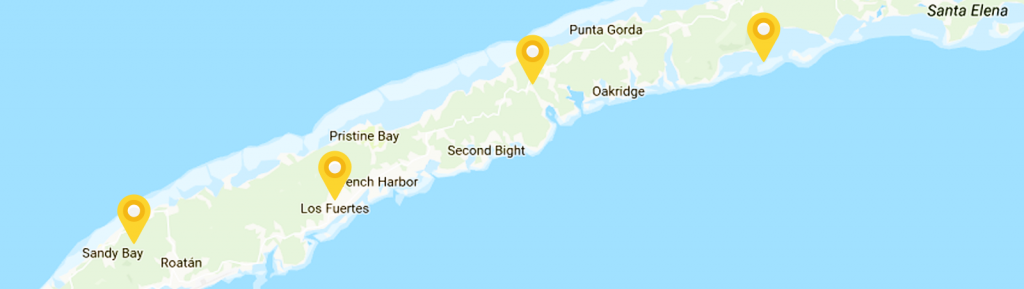 Santa Elena
Punta Gorda
Oakridge
Pristine Bay
Second Bight
ench Harbor
Los Fuertes
Sandy Bay
Roatán